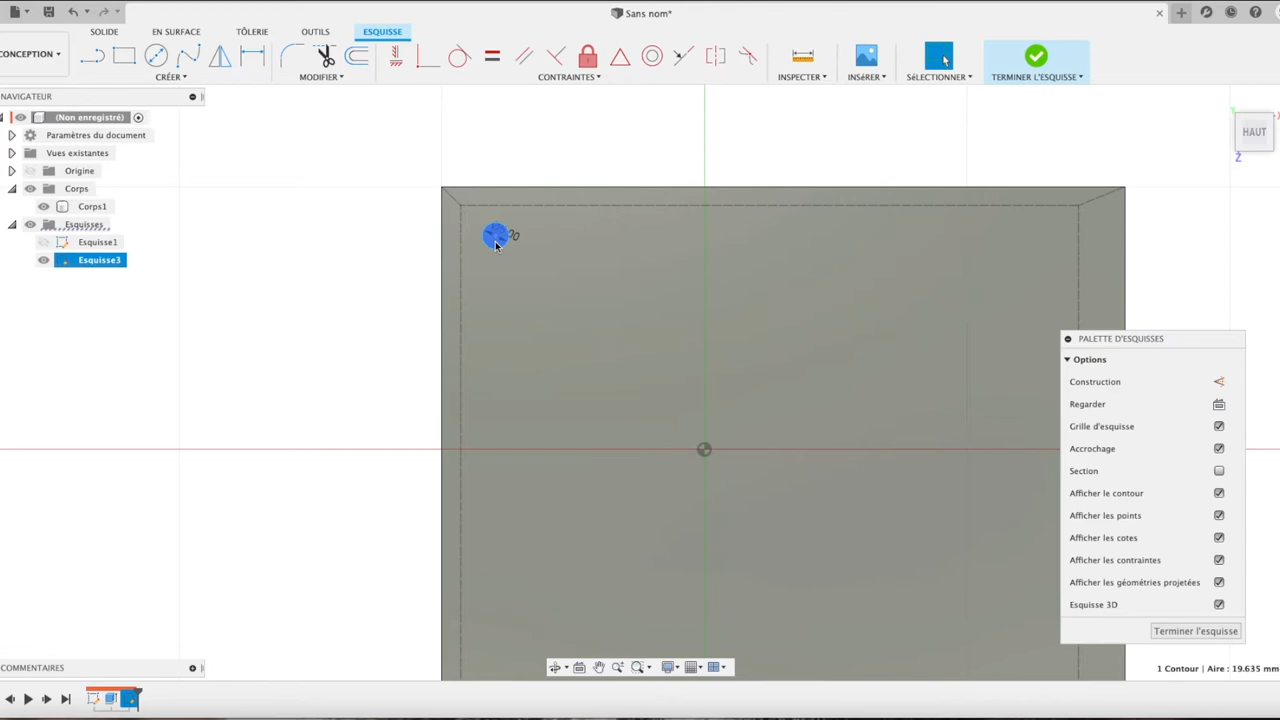 Sans nom*
SOLIDE
EN SURFACE
TÔLERIE
OUTILS
ESQUISSE
CONCEPTION
CRÉER
MODIFIER
CONTRAINTES
INSPECTER
INSÉRER
SÉLECTIONNER
TERMINER L'ESQUISSE
NAVIGATEUR
(Non enregistré)
Paramètres du document
Vues existantes
Origine
Corps
Corps1
Esquisses
Esquisse1
Esquisse3
HAUT
Z
PALETTE D'ESQUISSES
Options
Construction
Regarder
Grille d'esquisse
Accrochage
Section
Afficher le contour
Afficher les points
Afficher les cotes
Afficher les contraintes
Afficher les géométries projetées
Esquisse 3D
Terminer l'esquisse
COMMENTAIRES
1 Contour | Aire : 19.635 mm